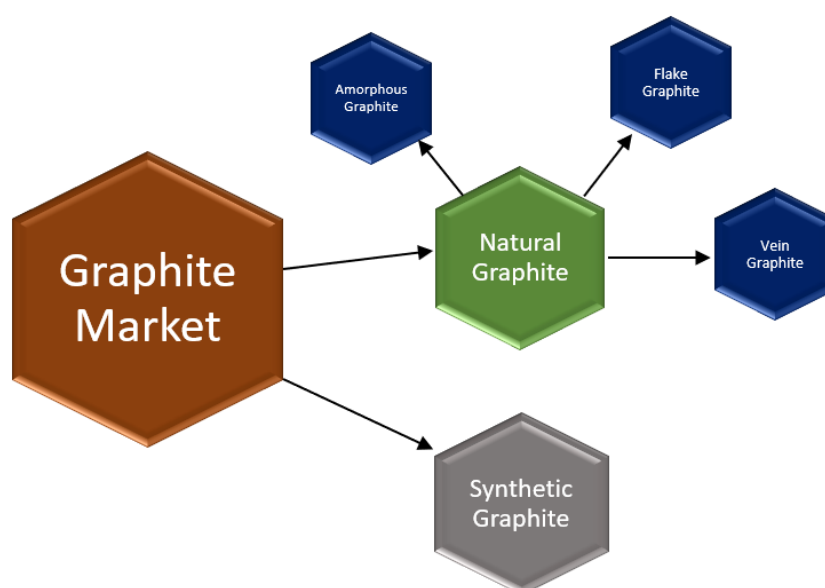 Amorphous
Graphite
Flake
Graphite
Graphite
Market
Natural
Graphite
Vein
Graphite
Synthetic
Graphite